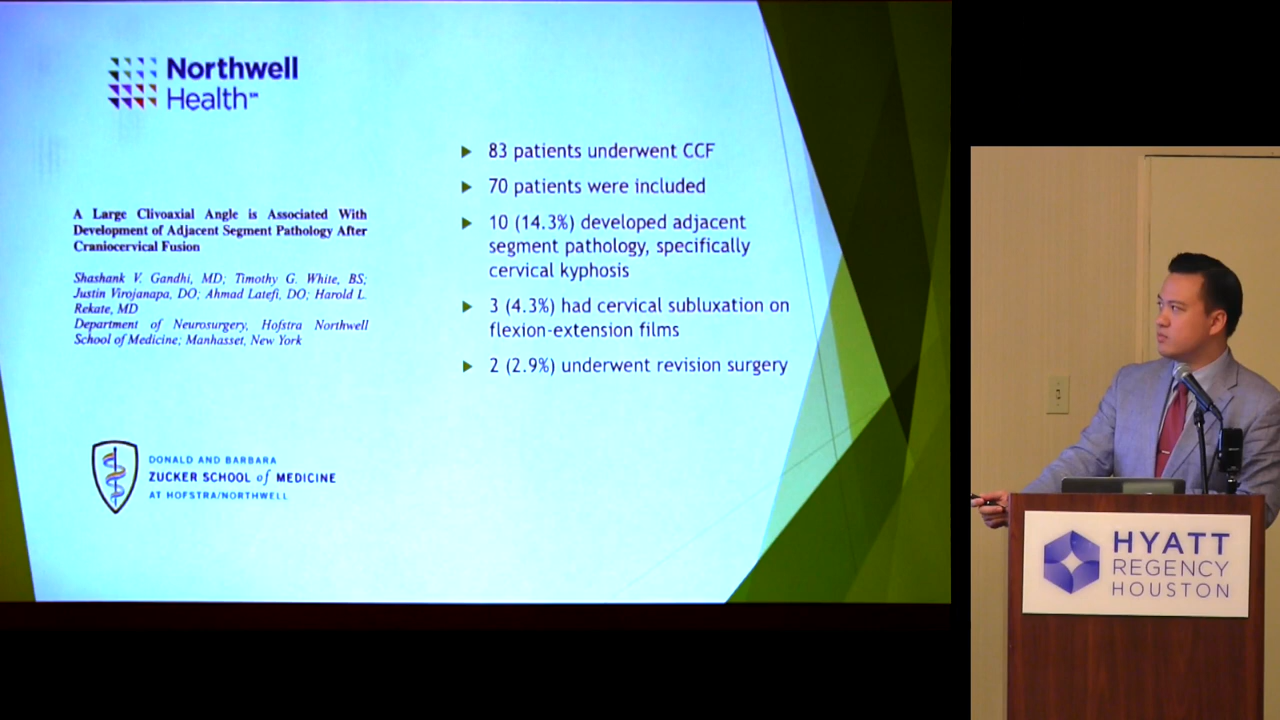 Northwell
Health℠
A Large Clivoaxial Angle is Associated With
Development of Adjacent Segment Pathology After
Craniocervical Fusion
Shashank V. Gandhi, MD; Timothy G. White, BS;
Justin Virojanapa, DO; Ahmad Latefi, DO; Harold L.
Rekate, MD
Department of Neurosurgery, Hofstra Northwell
School of Medicine; Manhasset, New York
DONALD AND BARBARA
ZUCKER SCHOOL of MEDICINE
AT HOFSTRA/NORTHWELL
83 patients underwent CCF
70 patients were included
10 (14.3%) developed adjacent
segment pathology, specifically
cervical kyphosis
3 (4.3%) had cervical subluxation on
flexion-extension films
2 (2.9%) underwent revision surgery
HYATT
REGENCY
HOUSTON